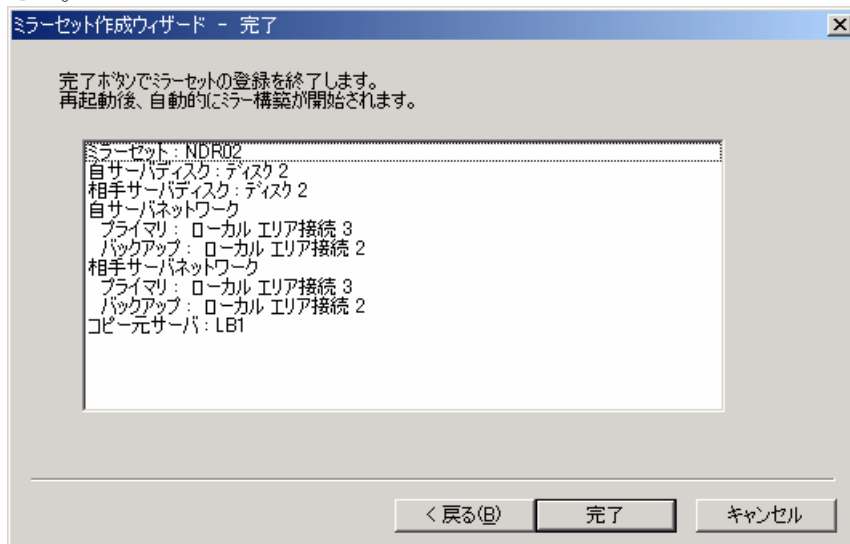 ミラーセット作成ウィザード - 完了
完了ボタンでミラーセットの登録を終了します。
再起動後、自動的にミラー構築が開始されます。
ミラーセット : NDR02
自サーバディスク : ディスク 2
相手サーバディスク : ディスク 2
自サーバネットワーク
プライマリ : ローカル エリア接続 3
バックアップ : ローカル エリア接続 2
相手サーバネットワーク
プライマリ : ローカル エリア接続 3
バックアップ : ローカル エリア接続 2
コピー元サーバ : LB1
< 戻る(B)
完了
キャンセル